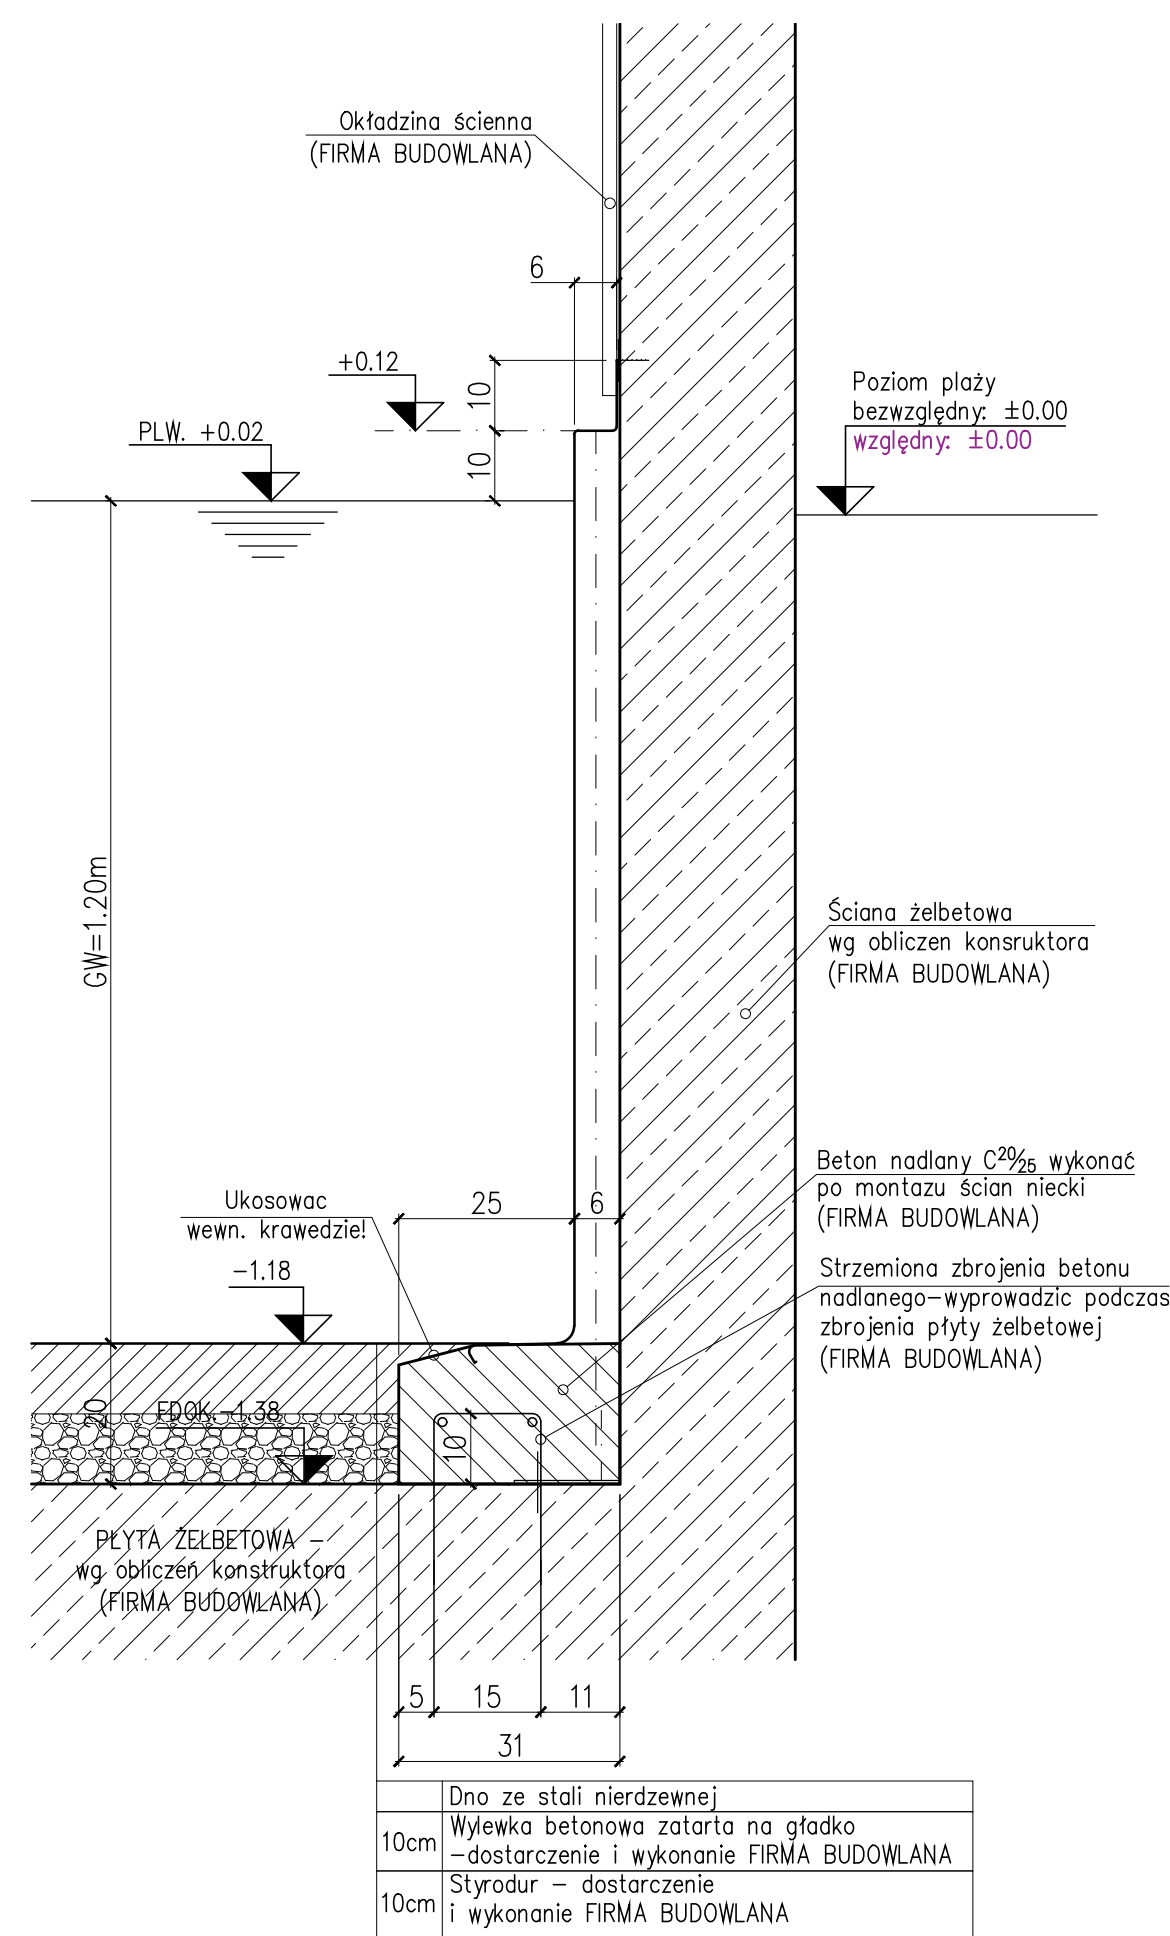 Okładzina ścienna
(FIRMA BUDOWLANA)
6
+0.12
10
PLW. +0.02
10
Poziom plaży
bezwzględny: ±0.00
względny: ±0.00
GW=1.20m
Ściana żelbetowa
wg obliczen konsruktora
(FIRMA BUDOWLANA)
Beton nadlany C20/25 wykonać
po montazu ścian niecki
(FIRMA BUDOWLANA)
Ukosowac
wewn. krawedzie!
25
6
-1.18
Strzemiona zbrojenia betonu
nadlanego-wyprowadzic podczas
zbrojenia płyty żelbetowej
(FIRMA BUDOWLANA)
20
FDOK.-1.38
10
PŁYTA ŻELBETOWA -
wg obliczeń konstruktora
(FIRMA BUDOWLANA)
5
15
11
31
Dno ze stali nierdzewnej
10cm
Wylewka betonowa zatarta na gładko
-dostarczenie i wykonanie FIRMA BUDOWLANA
10cm
Styrodur - dostarczenie
i wykonanie FIRMA BUDOWLANA